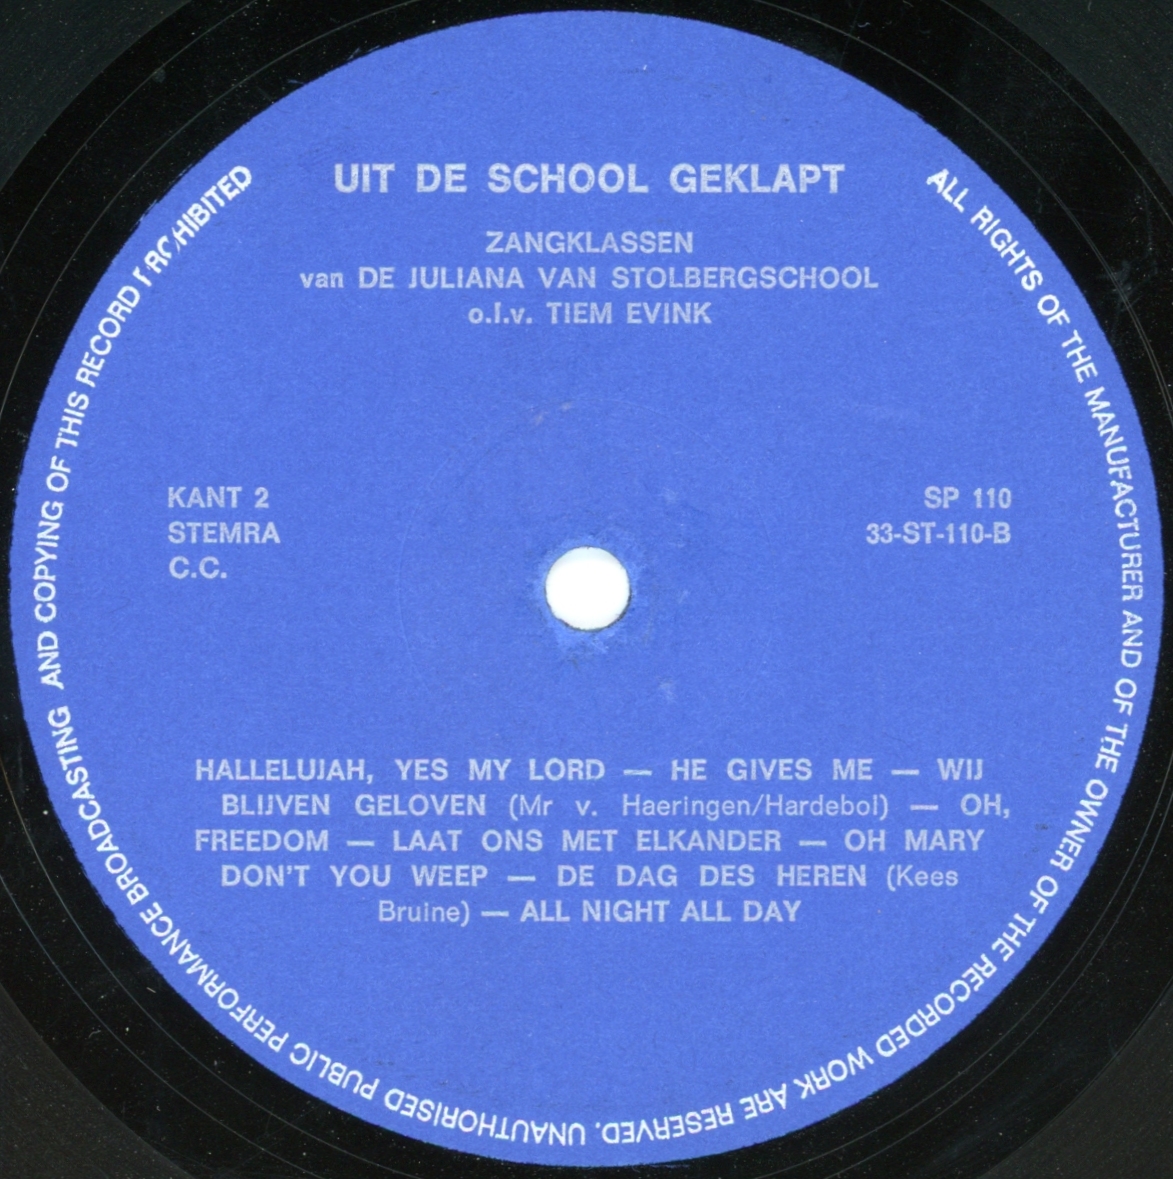 UIT DE SCHOOL GEKLAPT
ZANGKLASSEN
van DE JULIANA VAN STOLBERGSCHOOL
o.l.v. TIEM EVINK
KANT 2
STEMRA
C.C.
SP 110
33-ST-110-B
HALLELUJAH, YES MY LORD — HE GIVES ME — WIJ
BLIJVEN GELOVEN (Mr v. Haeringen/Hardebol) — OH,
FREEDOM — LAAT ONS MET ELKANDER — OH MARY
DON'T YOU WEEP — DE DAG DES HEREN (Kees
Bruine) — ALL NIGHT ALL DAY
ALL RIGHTS OF THE MANUFACTURER AND OF THE OWNER OF THE RECORDED WORK ARE RESERVED. UNAUTHORISED PUBLIC PERFORMANCE BROADCASTING AND COPYING OF THIS RECORD PROHIBITED